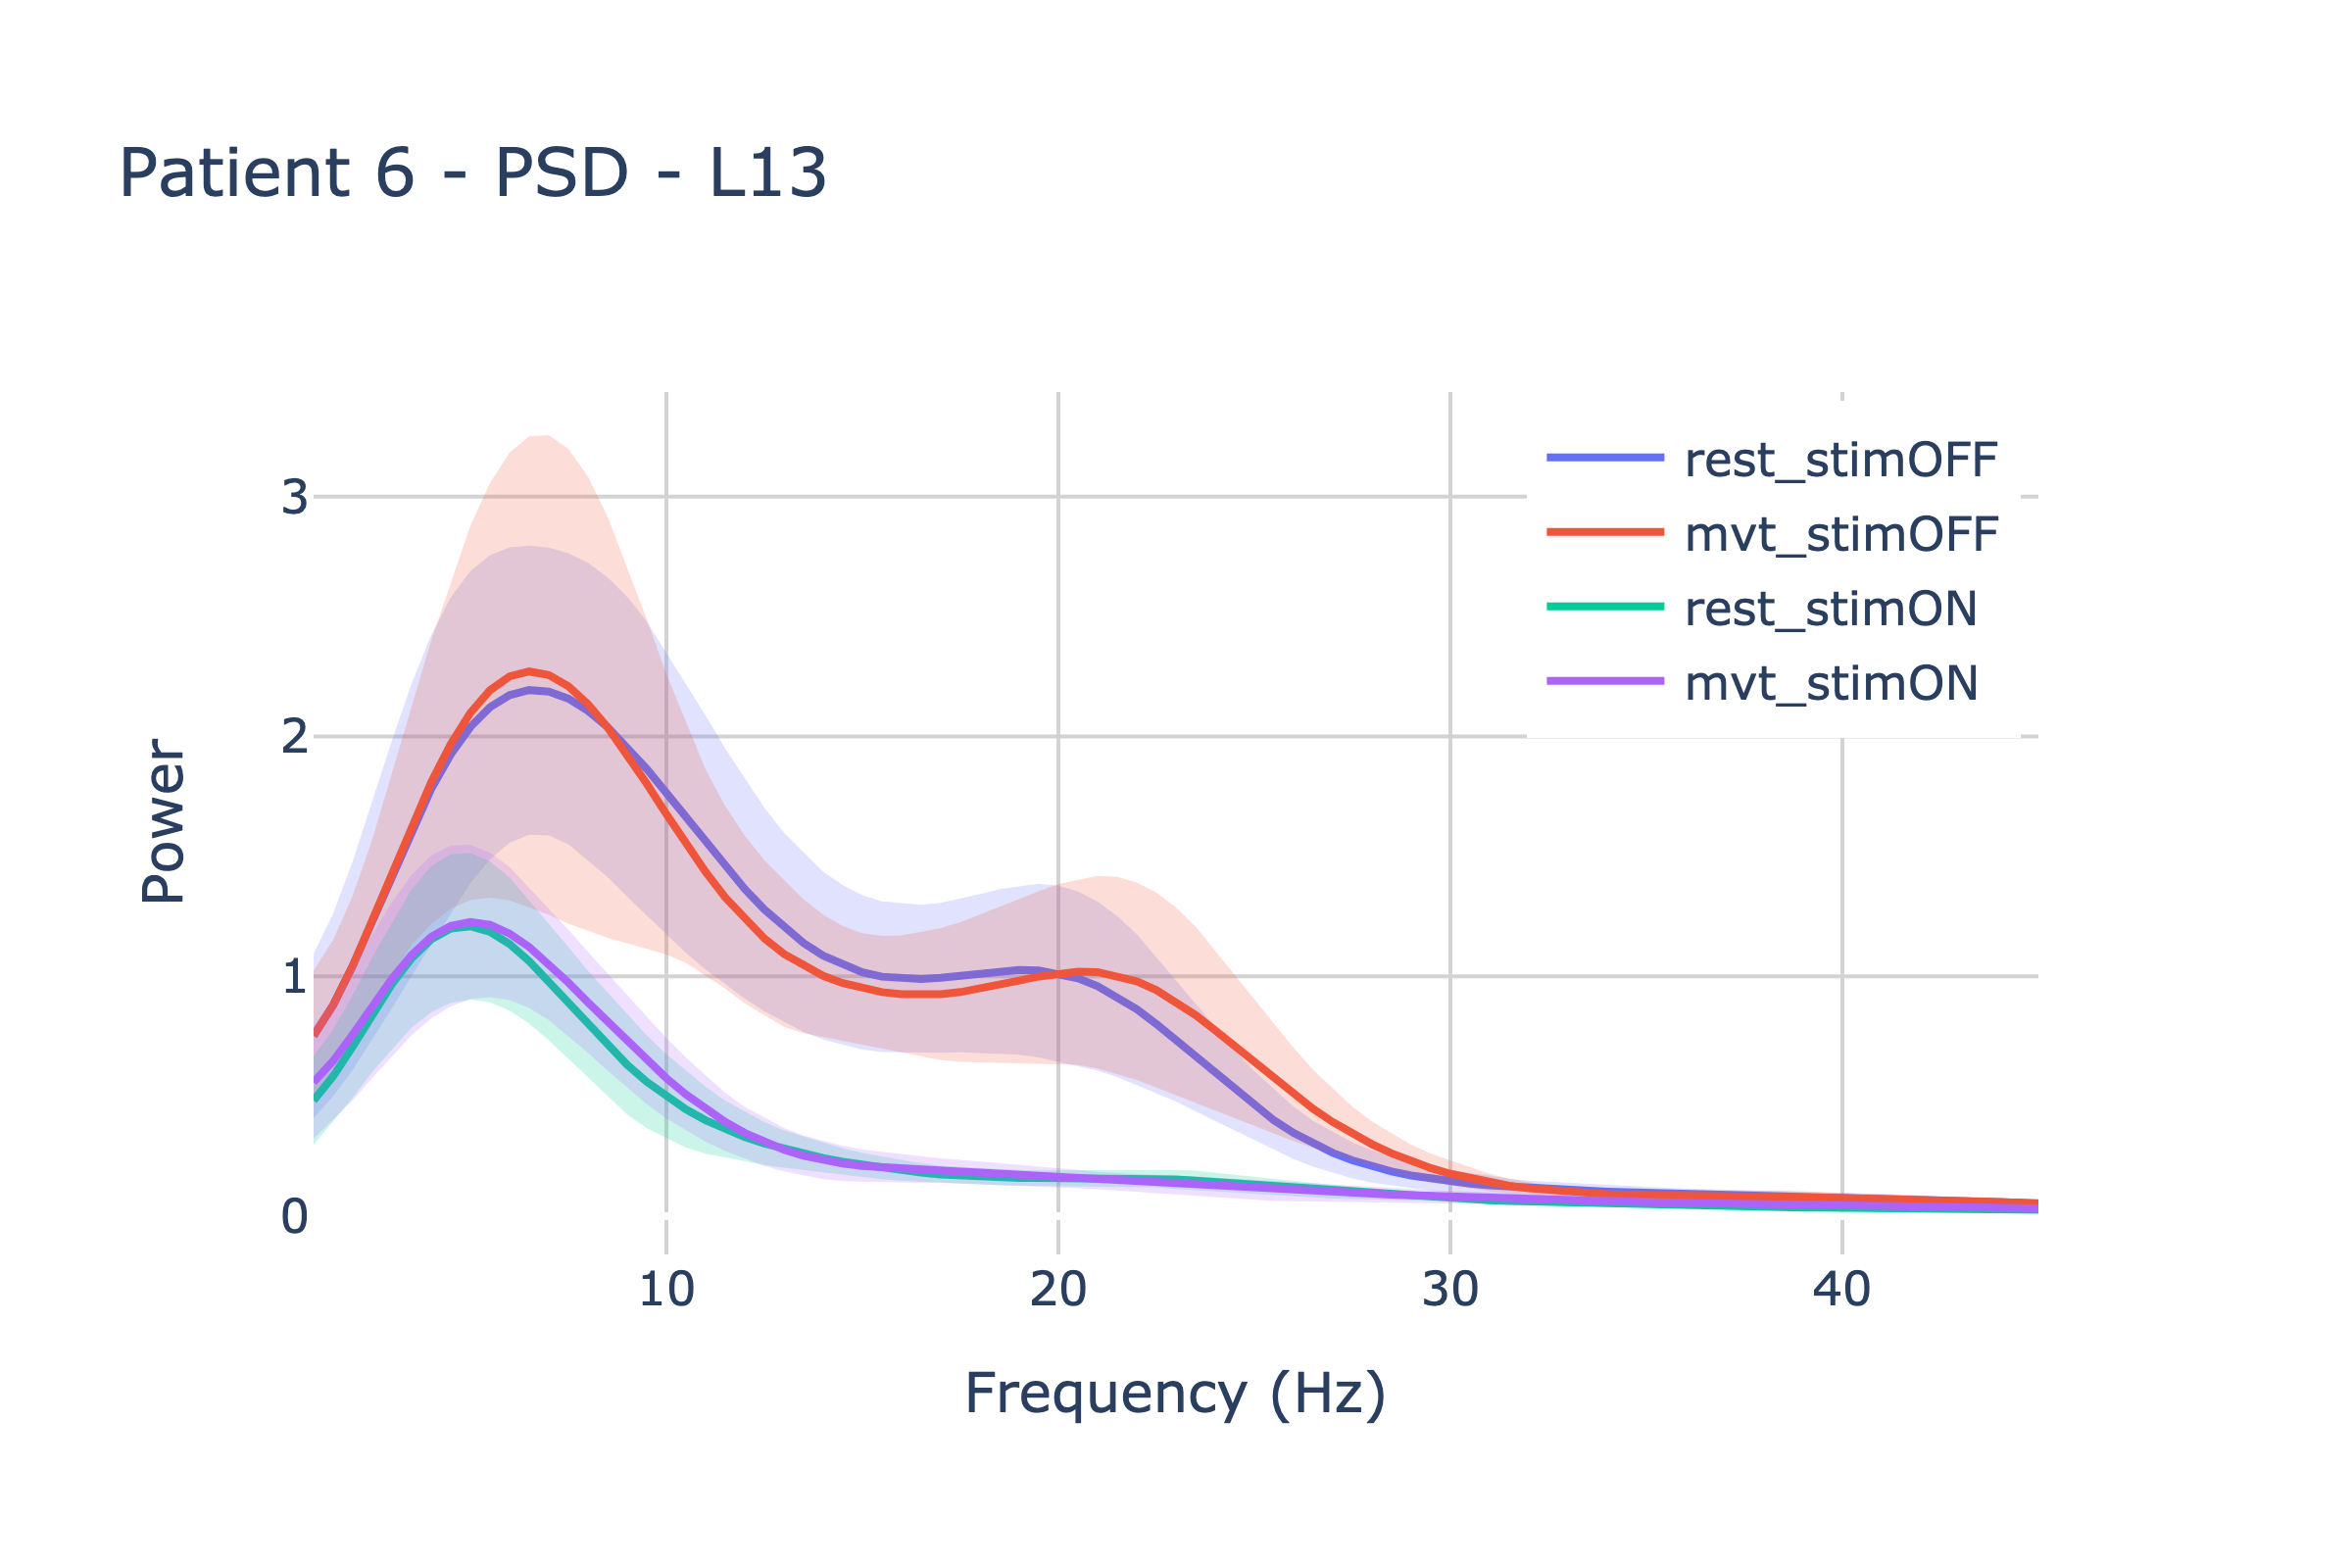 Patient 6 - PSD - L13
rest_stimOFF
mvt_stimOFF
rest_stimON
mvt_stimON
Power
3
2
1
0
10 20 30 40
Frequency (Hz)